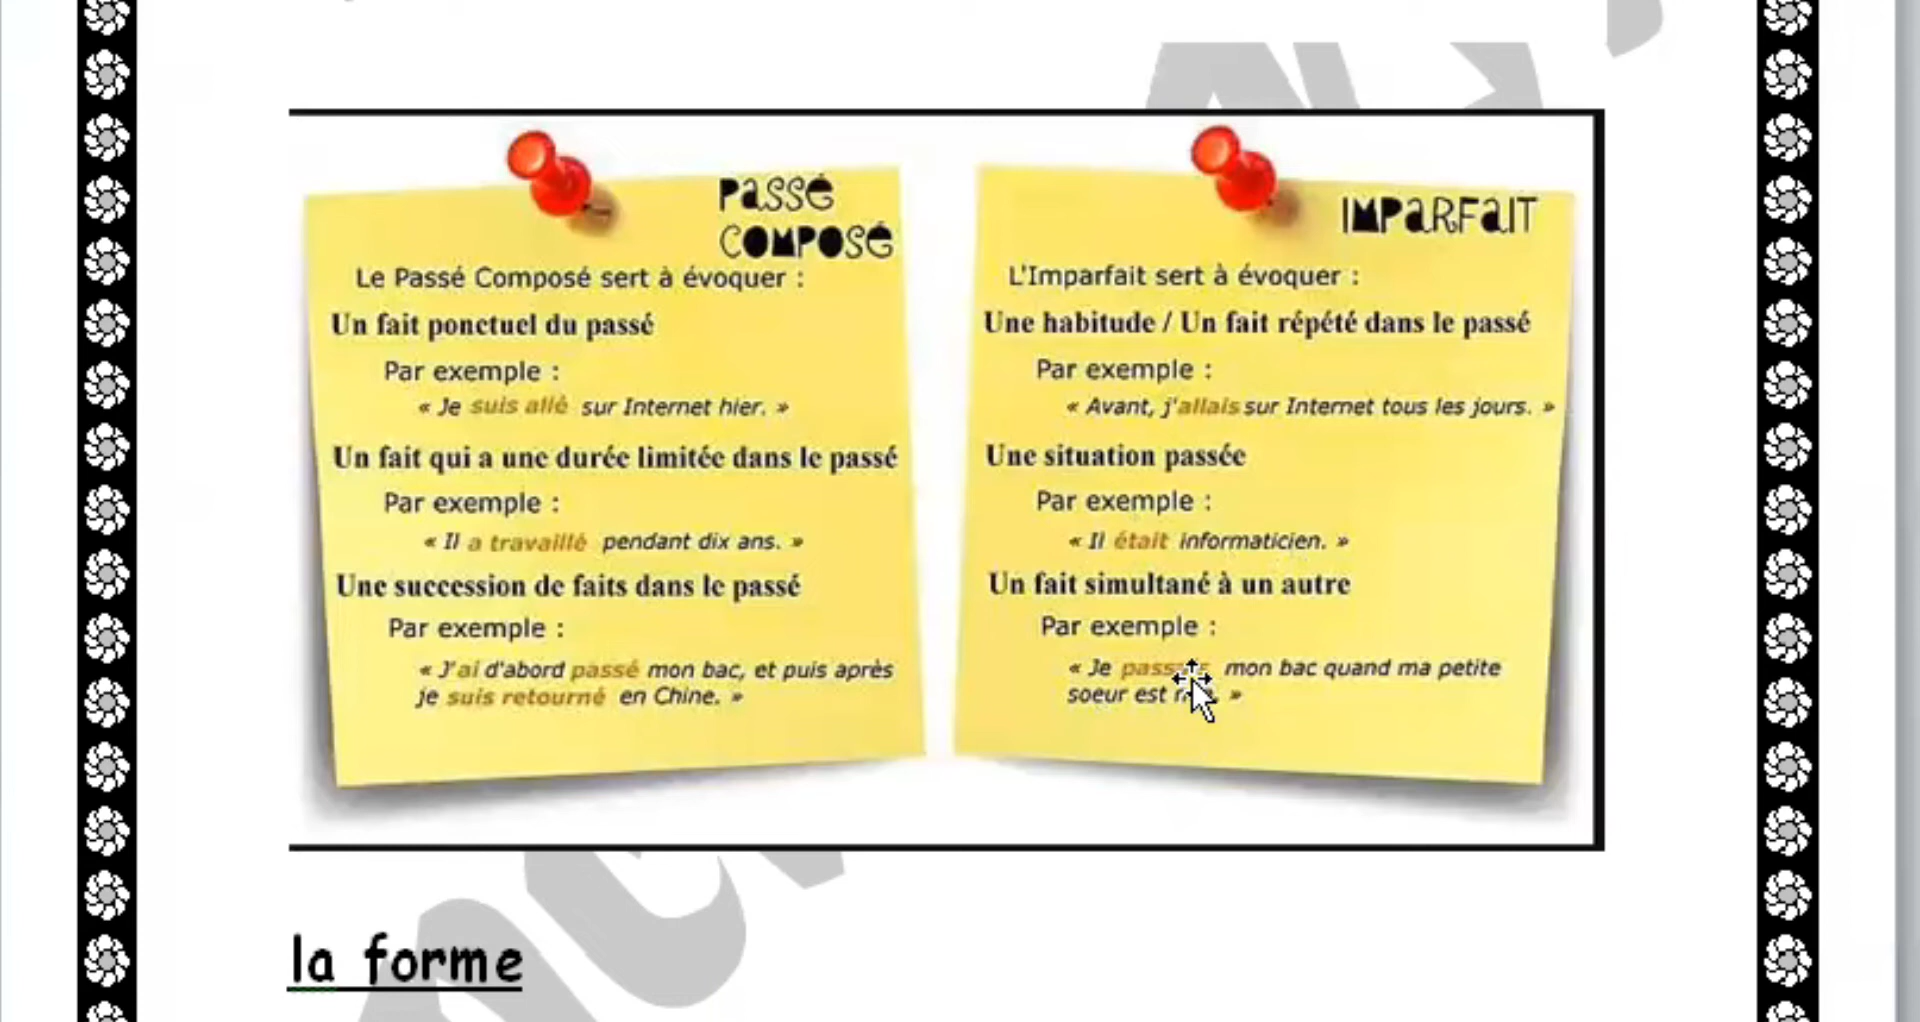 PASSÉ
COMPOSÉ
Le Passé Composé sert à évoquer :
Un fait ponctuel du passé
Par exemple :
« Je suis allé sur Internet hier. »
Un fait qui a une durée limitée dans le passé
Par exemple :
« Il a travaillé pendant dix ans. »
Une succession de faits dans le passé
Par exemple :
« J'ai d'abord passé mon bac, et puis après
je suis retourné en Chine. »
IMPARFAIT
L'Imparfait sert à évoquer :
Une habitude / Un fait répété dans le passé
Par exemple :
« Avant, j'allais sur Internet tous les jours. »
Une situation passée
Par exemple :
« Il était informaticien. »
Un fait simultané à un autre
Par exemple :
« Je mon bac quand ma petite
soeur est »
la forme